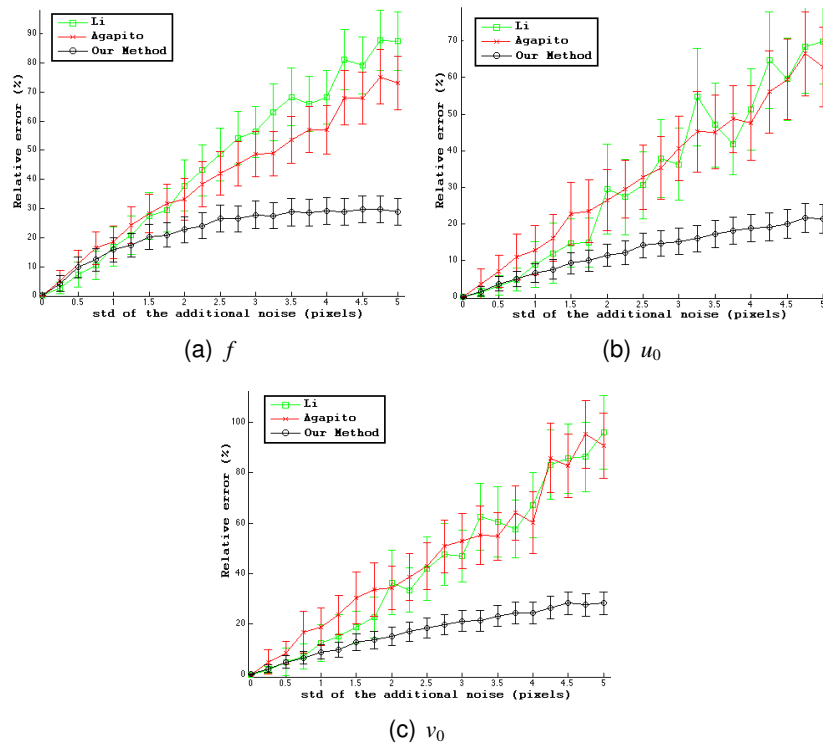 Li
Agapito
Our Method
Relative error (%)
90
80
70
60
50
40
30
20
10
0
0 0.5 1 1.5 2 2.5 3 3.5 4 4.5 5
std of the additional noise (pixels)
(a) f
Li
Agapito
Our Method
Relative error (%)
70
60
50
40
30
20
10
0
0 0.5 1 1.5 2 2.5 3 3.5 4 4.5 5
std of the additional noise (pixels)
(b) u0
Li
Agapito
Our Method
Relative error (%)
100
80
60
40
20
0
0 0.5 1 1.5 2 2.5 3 3.5 4 4.5 5
std of the additional noise (pixels)
(c) v0